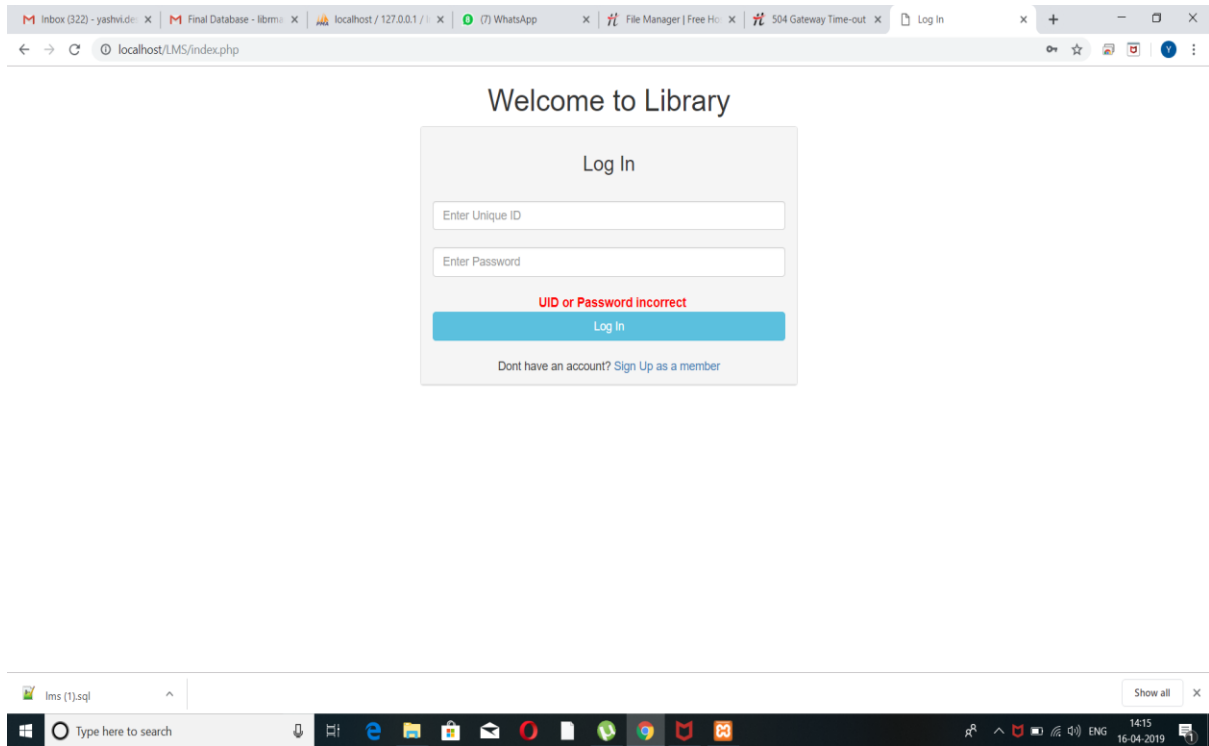 Inbox (322) - yashvi.de
Final Database - librma
localhost / 127.0.0.1 / l
(7) WhatsApp
File Manager | Free Ho
504 Gateway Time-out
Log In
localhost/LMS/index.php
Y
Welcome to Library
Log In
Enter Unique ID
Enter Password
UID or Password incorrect
Log In
Dont have an account? Sign Up as a member
lms (1).sql
Show all
Type here to search
ENG
14:15
16-04-2019